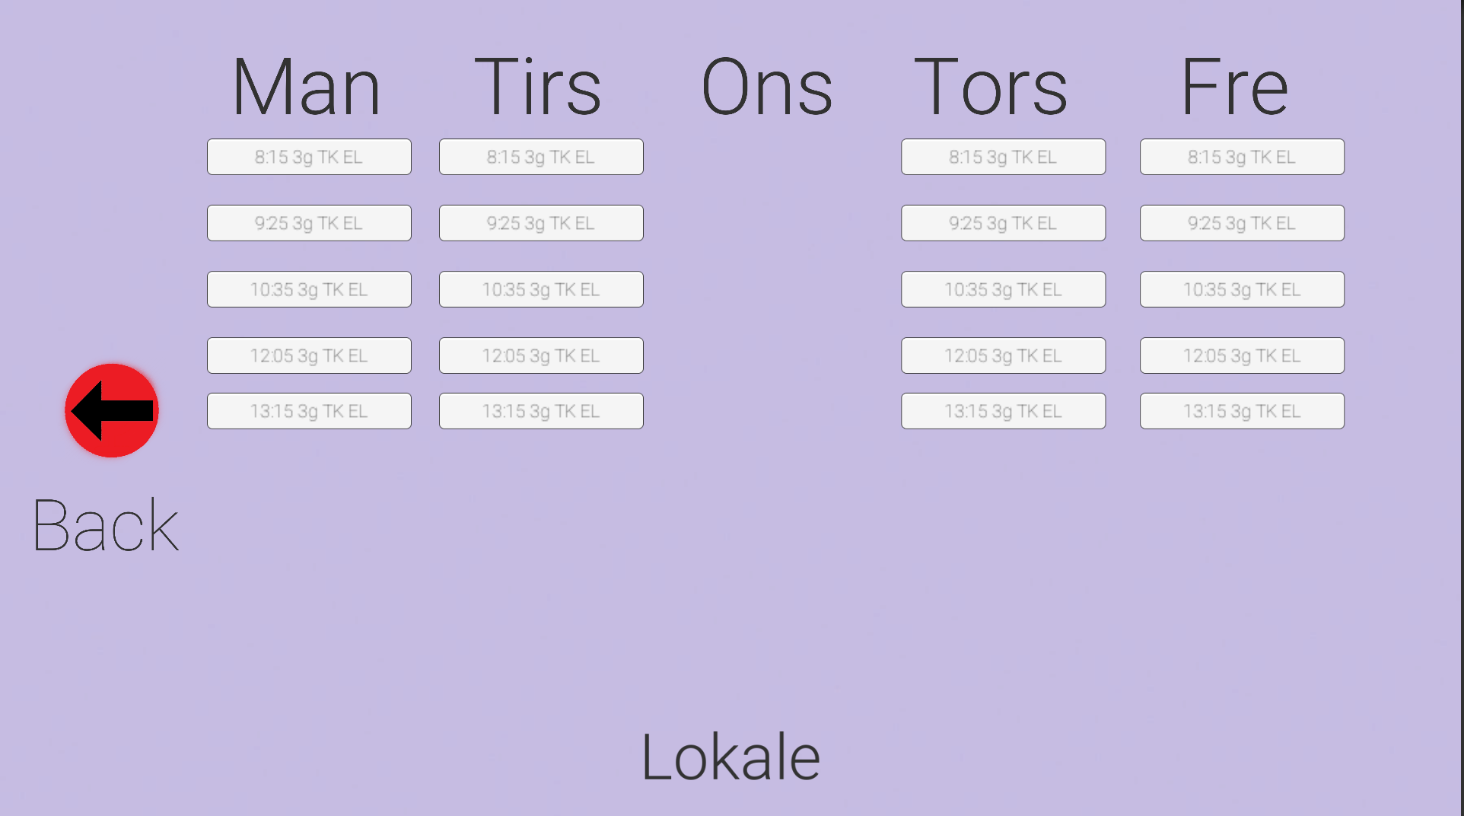 Man Tirs Ons Tors Fre
8:15 3g TK EL 8:15 3g TK EL 8:15 3g TK EL 8:15 3g TK EL
9:25 3g TK EL 9:25 3g TK EL 9:25 3g TK EL 9:25 3g TK EL
10:35 3g TK EL 10:35 3g TK EL 10:35 3g TK EL 10:35 3g TK EL
12:05 3g TK EL 12:05 3g TK EL 12:05 3g TK EL 12:05 3g TK EL
13:15 3g TK EL 13:15 3g TK EL 13:15 3g TK EL 13:15 3g TK EL
Back
Lokale